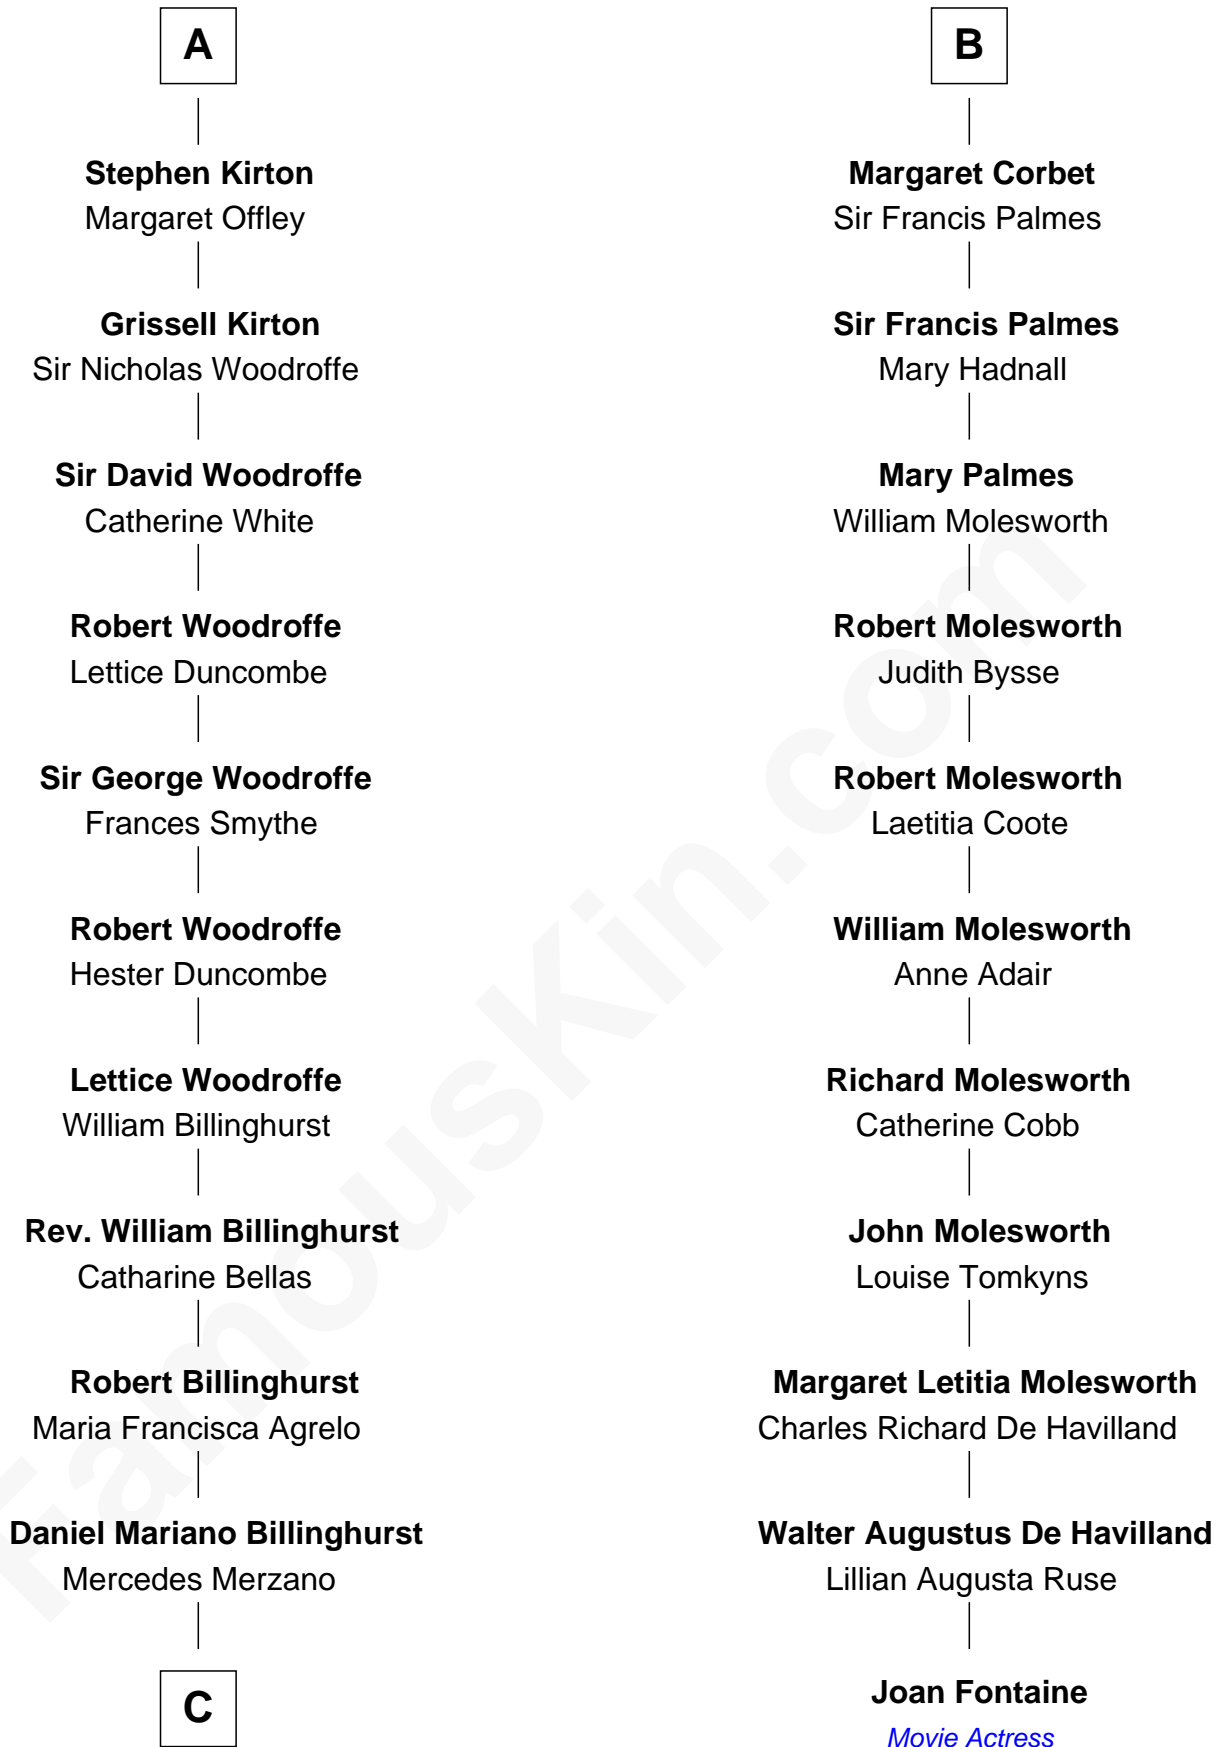 A
Stephen Kirton
Margaret Offley
Grissell Kirton
Sir Nicholas Woodroffe
Sir David Woodroffe
Catherine White
Robert Woodroffe
Lettice Duncombe
Sir George Woodroffe
Frances Smythe
Robert Woodroffe
Hester Duncombe
Lettice Woodroffe
William Billinghurst
Rev. William Billinghurst
Catharine Bellas
Robert Billinghurst
Maria Francisca Agrelo
Daniel Mariano Billinghurst
Mercedes Merzano
C
B
Margaret Corbet
Sir Francis Palmes
Sir Francis Palmes
Mary Hadnall
Mary Palmes
William Molesworth
Robert Molesworth
Judith Bysse
Robert Molesworth
Laetitia Coote
William Molesworth
Anne Adair
Richard Molesworth
Catherine Cobb
John Molesworth
Louise Tomkyns
Margaret Letitia Molesworth
Charles Richard De Havilland
Walter Augustus De Havilland
Lillian Augusta Ruse
Joan Fontaine
Movie Actress
FamousKin.com